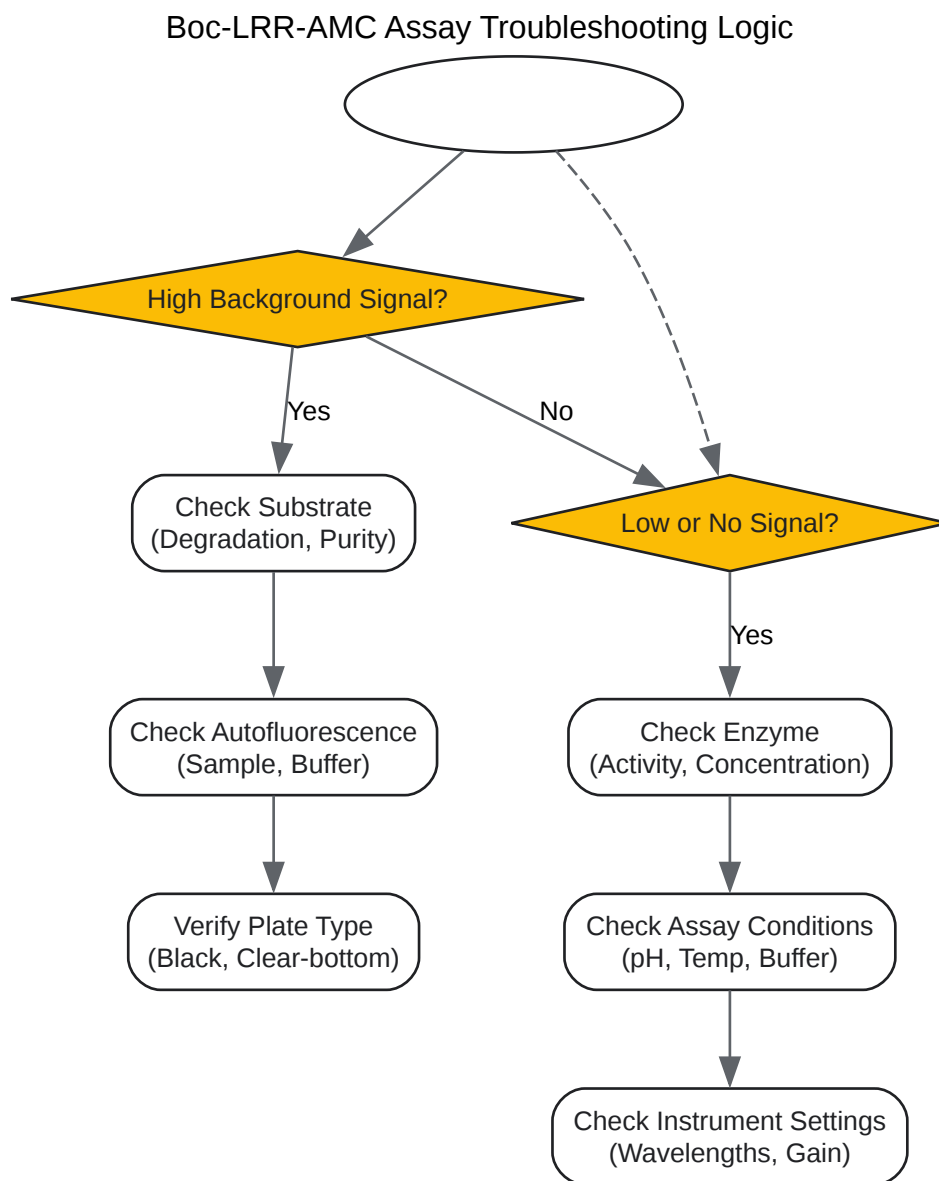 Boc-LRR-AMC Assay Troubleshooting Logic
High Background Signal?
Yes
No
Check Substrate
(Degradation, Purity)
Low or No Signal?
Yes
Check Autofluorescence
(Sample, Buffer)
Check Enzyme
(Activity, Concentration)
Verify Plate Type
(Black, Clear-bottom)
Check Assay Conditions
(pH, Temp, Buffer)
Check Instrument Settings
(Wavelengths, Gain)